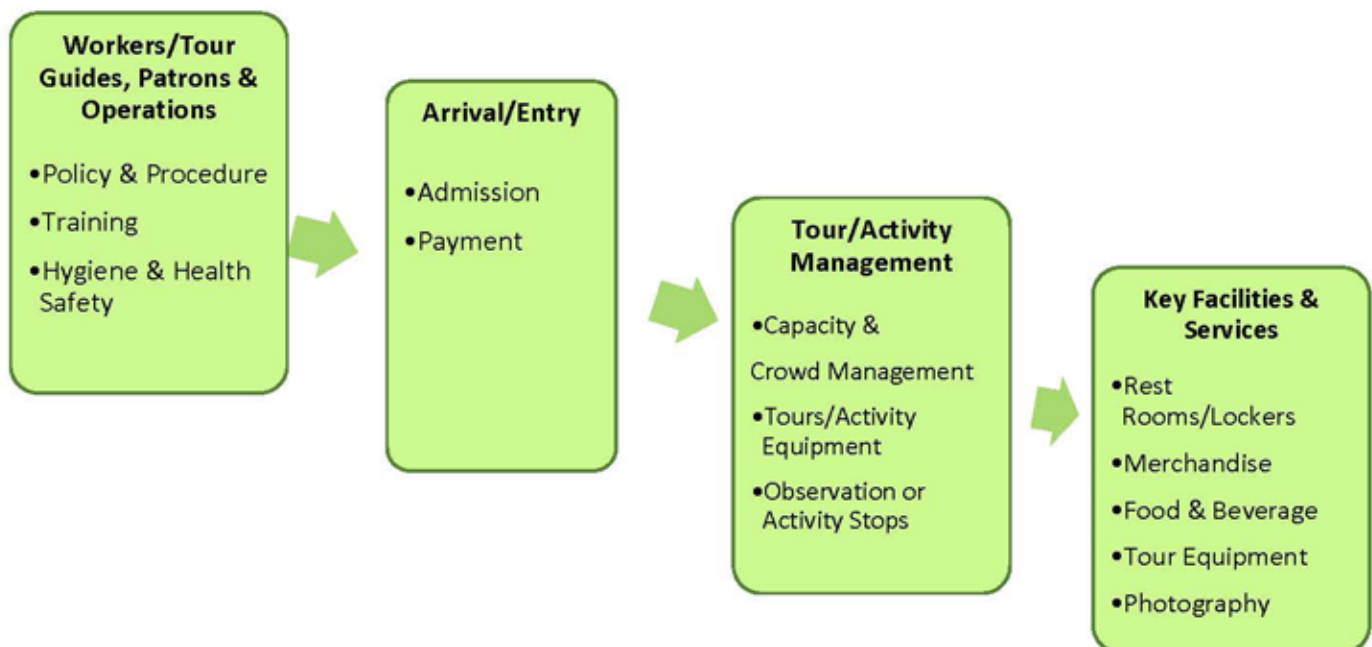 Workers/Tour
Guides, Patrons &
Operations
•Policy & Procedure
•Training
•Hygiene & Health
Safety
Arrival/Entry
•Admission
•Payment
Tour/Activity
Management
•Capacity &
Crowd Management
•Tours/Activity
Equipment
•Observation or
Activity Stops
Key Facilities &
Services
•Rest
Rooms/Lockers
•Merchandise
•Food & Beverage
•Tour Equipment
•Photography